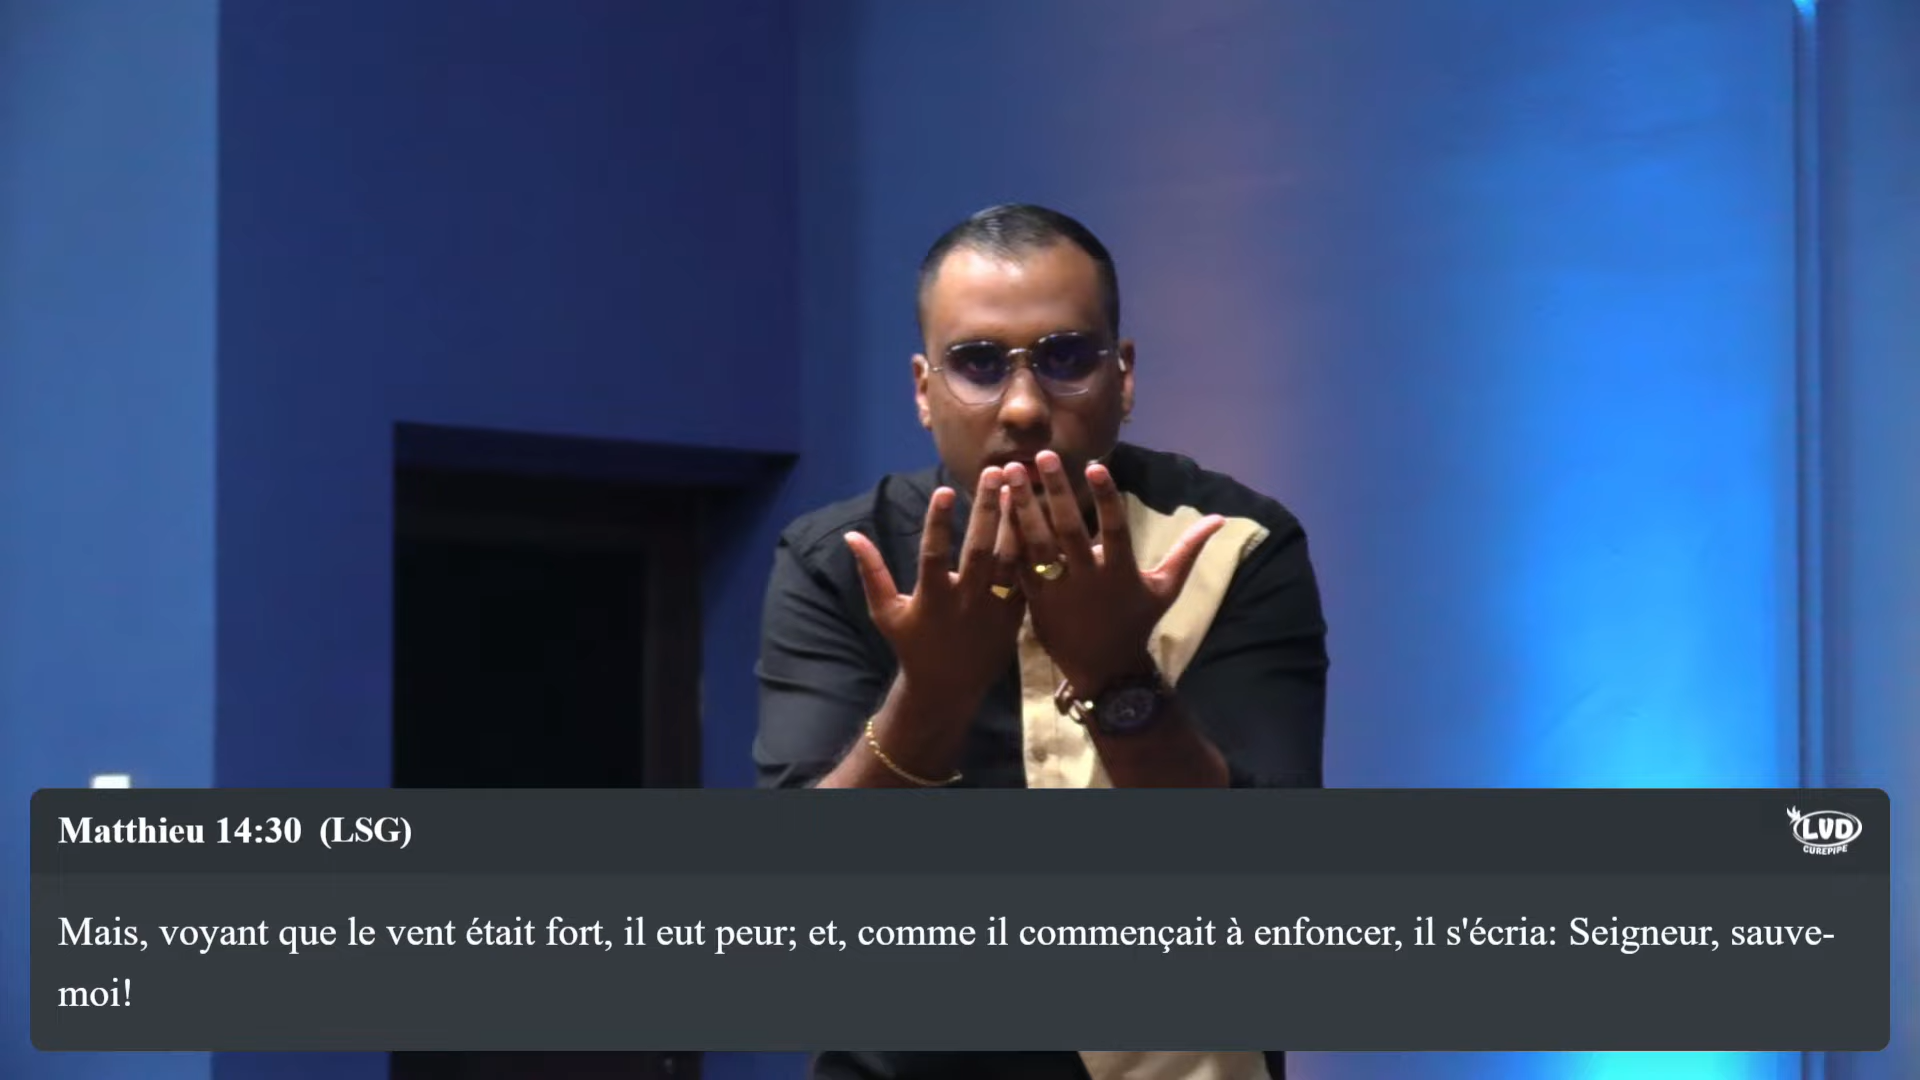 Matthieu 14:30 (LSG)
LVD
CUREPIPE
Mais, voyant que le vent était fort, il eut peur; et, comme il commençait à enfoncer, il s'écria: Seigneur, sauve-
moi!